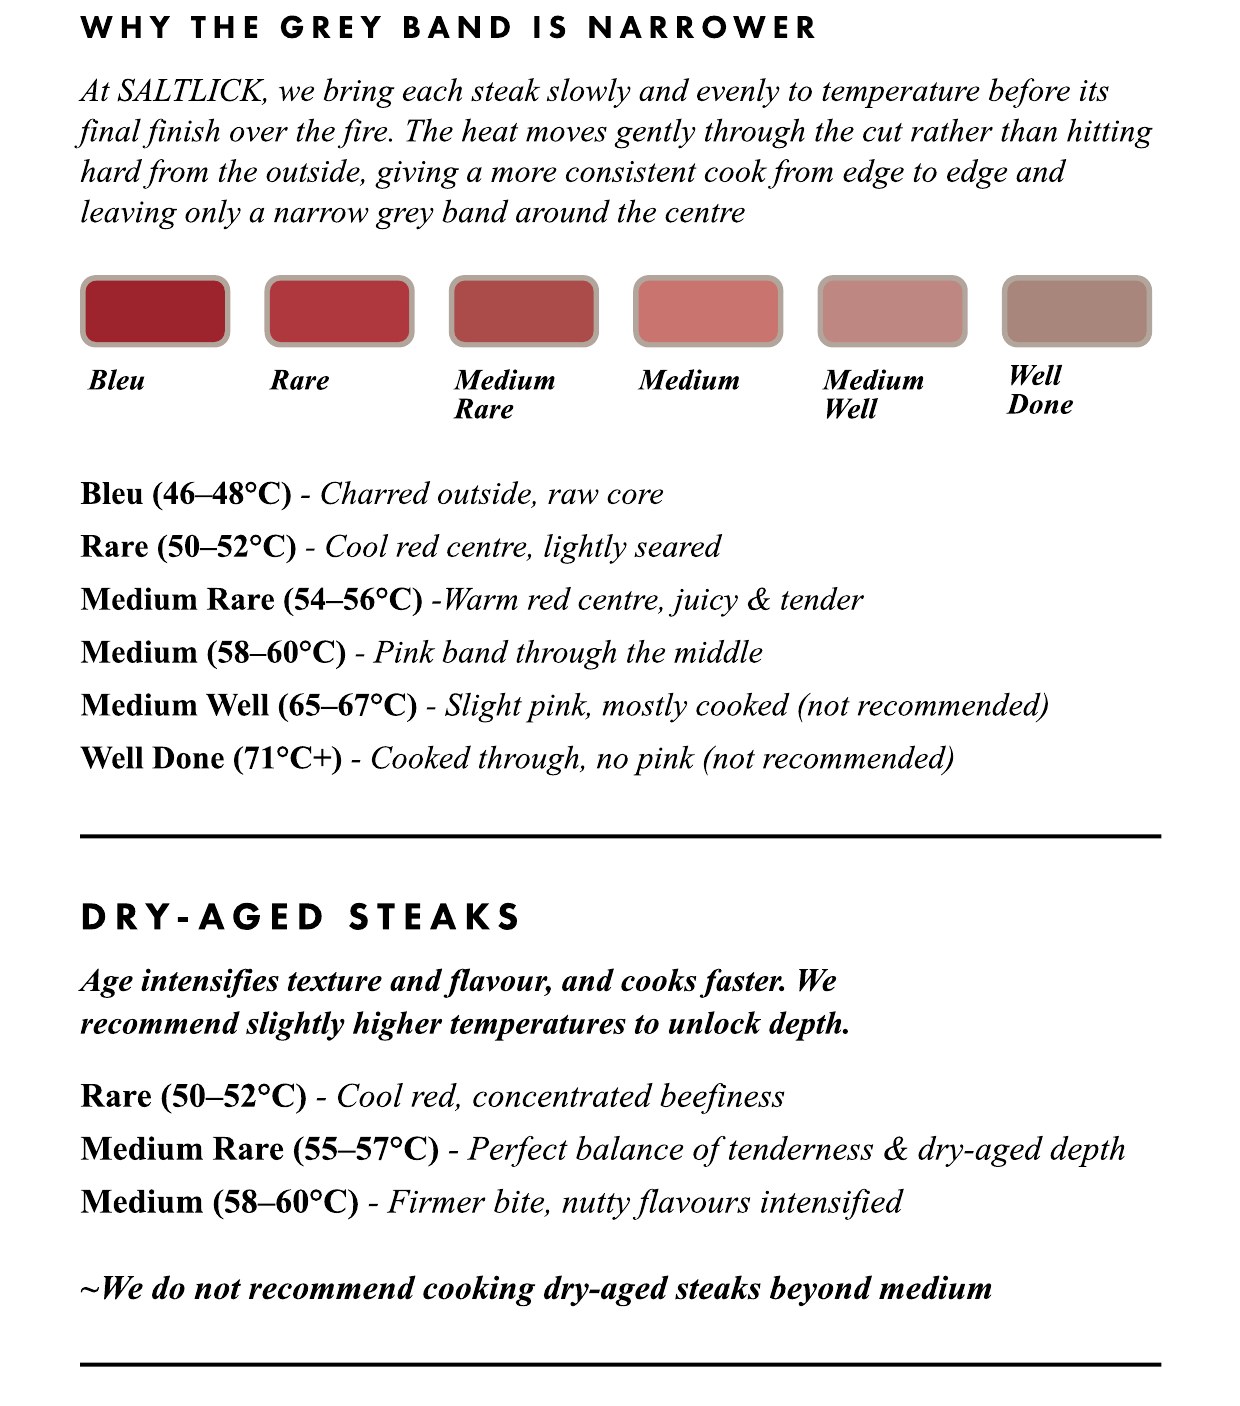 WHY THE GREY BAND IS NARROWER
At SALTLICK, we bring each steak slowly and evenly to temperature before its
final finish over the fire. The heat moves gently through the cut rather than hitting
hard from the outside, giving a more consistent cook from edge to edge and
leaving only a narrow grey band around the centre
Bleu
Rare
Medium
Rare
Medium
Medium
Well
Well
Done
Bleu (46–48°C) - Charred outside, raw core
Rare (50–52°C) - Cool red centre, lightly seared
Medium Rare (54–56°C) -Warm red centre, juicy & tender
Medium (58–60°C) - Pink band through the middle
Medium Well (65–67°C) - Slight pink, mostly cooked (not recommended)
Well Done (71°C+) - Cooked through, no pink (not recommended)
DRY-AGED STEAKS
Age intensifies texture and flavour, and cooks faster. We
recommend slightly higher temperatures to unlock depth.
Rare (50–52°C) - Cool red, concentrated beefiness
Medium Rare (55–57°C) - Perfect balance of tenderness & dry-aged depth
Medium (58–60°C) - Firmer bite, nutty flavours intensified
~We do not recommend cooking dry-aged steaks beyond medium